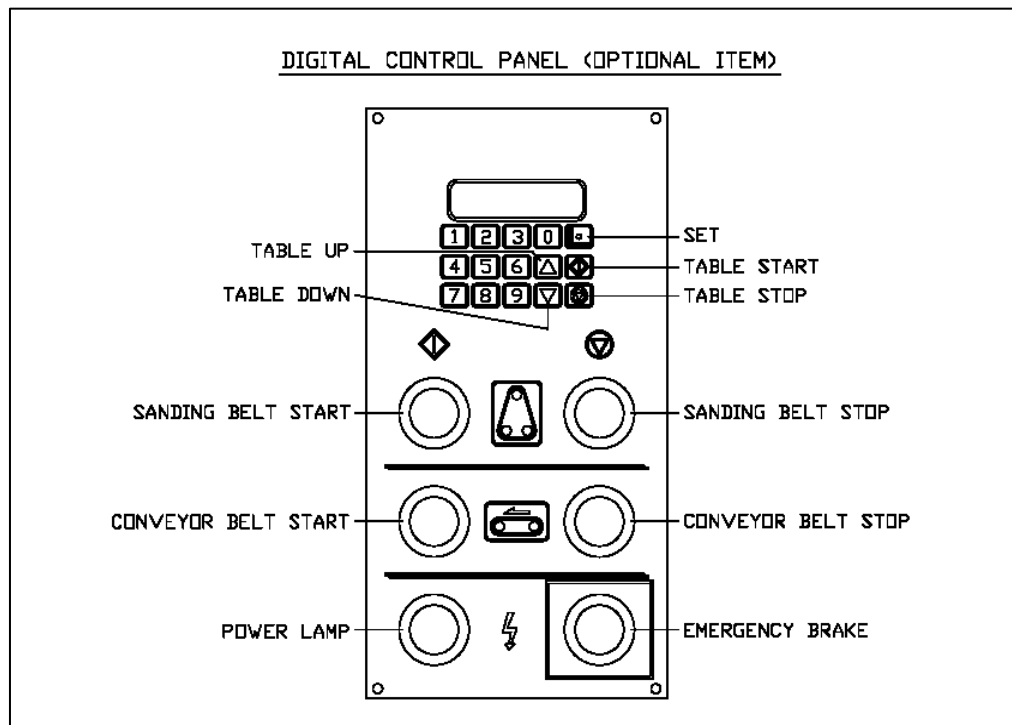 DIGITAL CONTROL PANEL (OPTIONAL ITEM)
1 2 3 0
SET
TABLE UP
4 5 6
TABLE START
TABLE DOWN
7 8 9
TABLE STOP
SANDING BELT START
SANDING BELT STOP
CONVEYOR BELT START
CONVEYOR BELT STOP
POWER LAMP
EMERGENCY BRAKE